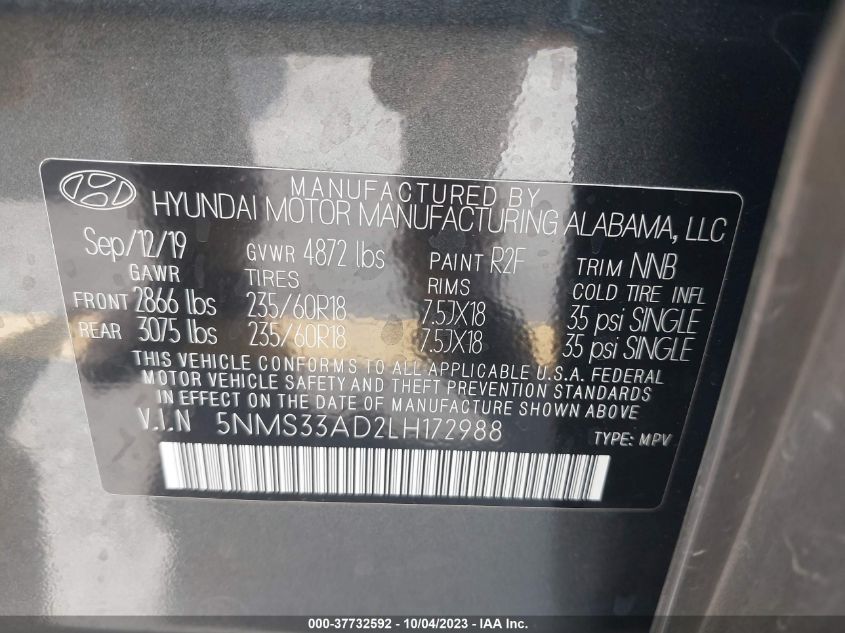 MANUFACTURED BY
HYUNDAI MOTOR MANUFACTURING ALABAMA, LLC
Sep/12/19 GVWR 4872 lbs PAINT R2F TRIM NNB
GAWR TIRES RIMS COLD TIRE INFL
FRONT 2866 lbs 235/60R18 7.5JX18 35 psi SINGLE
REAR 3075 lbs 235/60R18 7.5JX18 35 psi SINGLE
THIS VEHICLE CONFORMS TO ALL APPLICABLE U.S.A. FEDERAL
MOTOR VEHICLE SAFETY AND THEFT PREVENTION STANDARDS
IN EFFECT ON THE DATE OF MANUFACTURE SHOWN ABOVE.
V.I.N 5NMS33AD2LH172988 TYPE: MPV
000-37732592 - 10/04/2023 - IAA Inc.